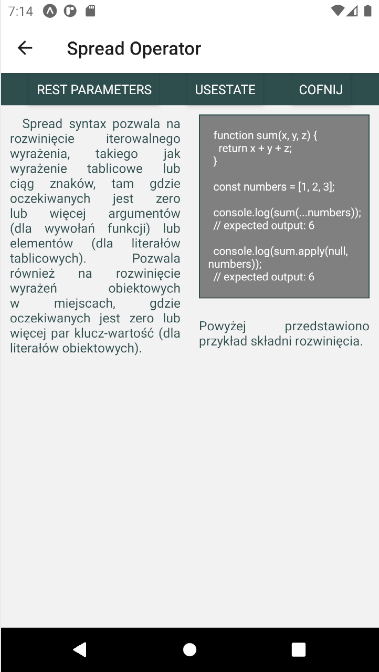 7:14
Spread Operator
REST PARAMETERS USESTATE COFNIJ
Spread syntax pozwala na
rozwinięcie iterowalnego
wyrażenia, takiego jak
wyrażenie tablicowe lub
ciąg znaków, tam gdzie
oczekiwanych jest zero
lub więcej argumentów
(dla wywołań funkcji) lub
elementów (dla literałów
tablicowych). Pozwala
również na rozwinięcie
wyrażeń obiektowych
w miejscach, gdzie
oczekiwanych jest zero lub
więcej par klucz-wartość (dla
literałów obiektowych).
function sum(x, y, z) {
return x + y + z;
}
const numbers = [1, 2, 3];
console.log(sum(...numbers));
// expected output: 6
console.log(sum.apply(null,
numbers));
// expected output: 6
Powyżej przedstawiono
przykład składni rozwinięcia.